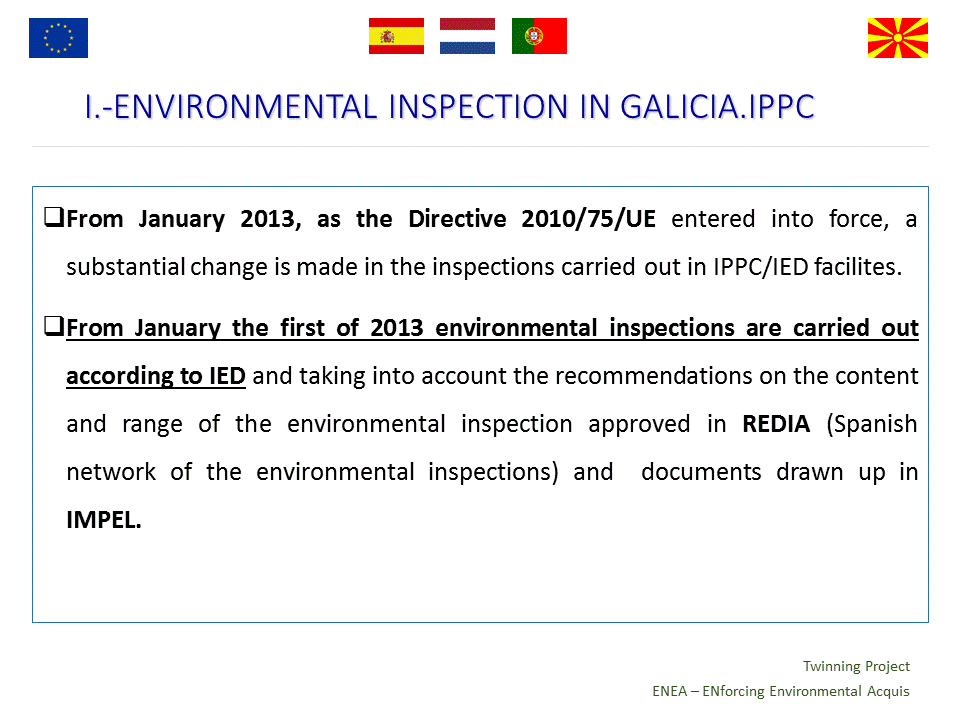 I.-ENVIRONMENTAL INSPECTION IN GALICIA.IPPC
From January 2013, as the Directive 2010/75/UE entered into force, a
substantial change is made in the inspections carried out in IPPC/IED facilites.
From January the first of 2013 environmental inspections are carried out
according to IED and taking into account the recommendations on the content
and range of the environmental inspection approved in REDIA (Spanish
network of the environmental inspections) and documents drawn up in
IMPEL.
Twinning Project
ENEA – ENforcing Environmental Acquis